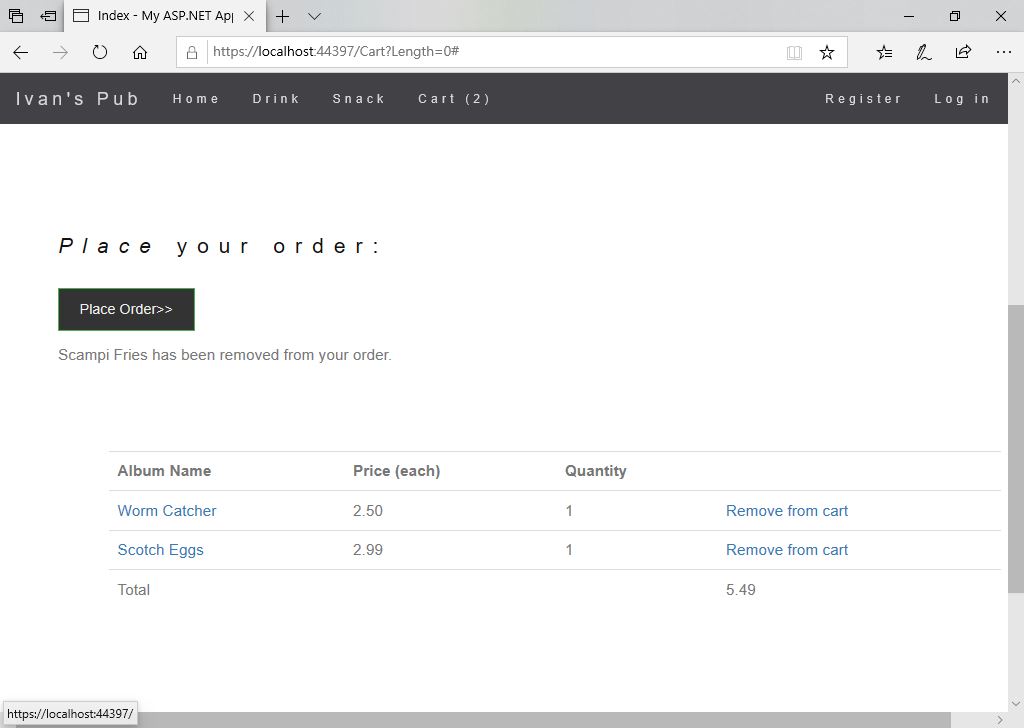 Index - My ASP.NET Ap
https://localhost:44397/Cart?Length=0#
Ivan's Pub Home Drink Snack Cart (2) Register Log in
Place your order:
Place Order>>
Scampi Fries has been removed from your order.
Album Name Price (each) Quantity
Worm Catcher 2.50 1 Remove from cart
Scotch Eggs 2.99 1 Remove from cart
Total 5.49
https://localhost:44397/